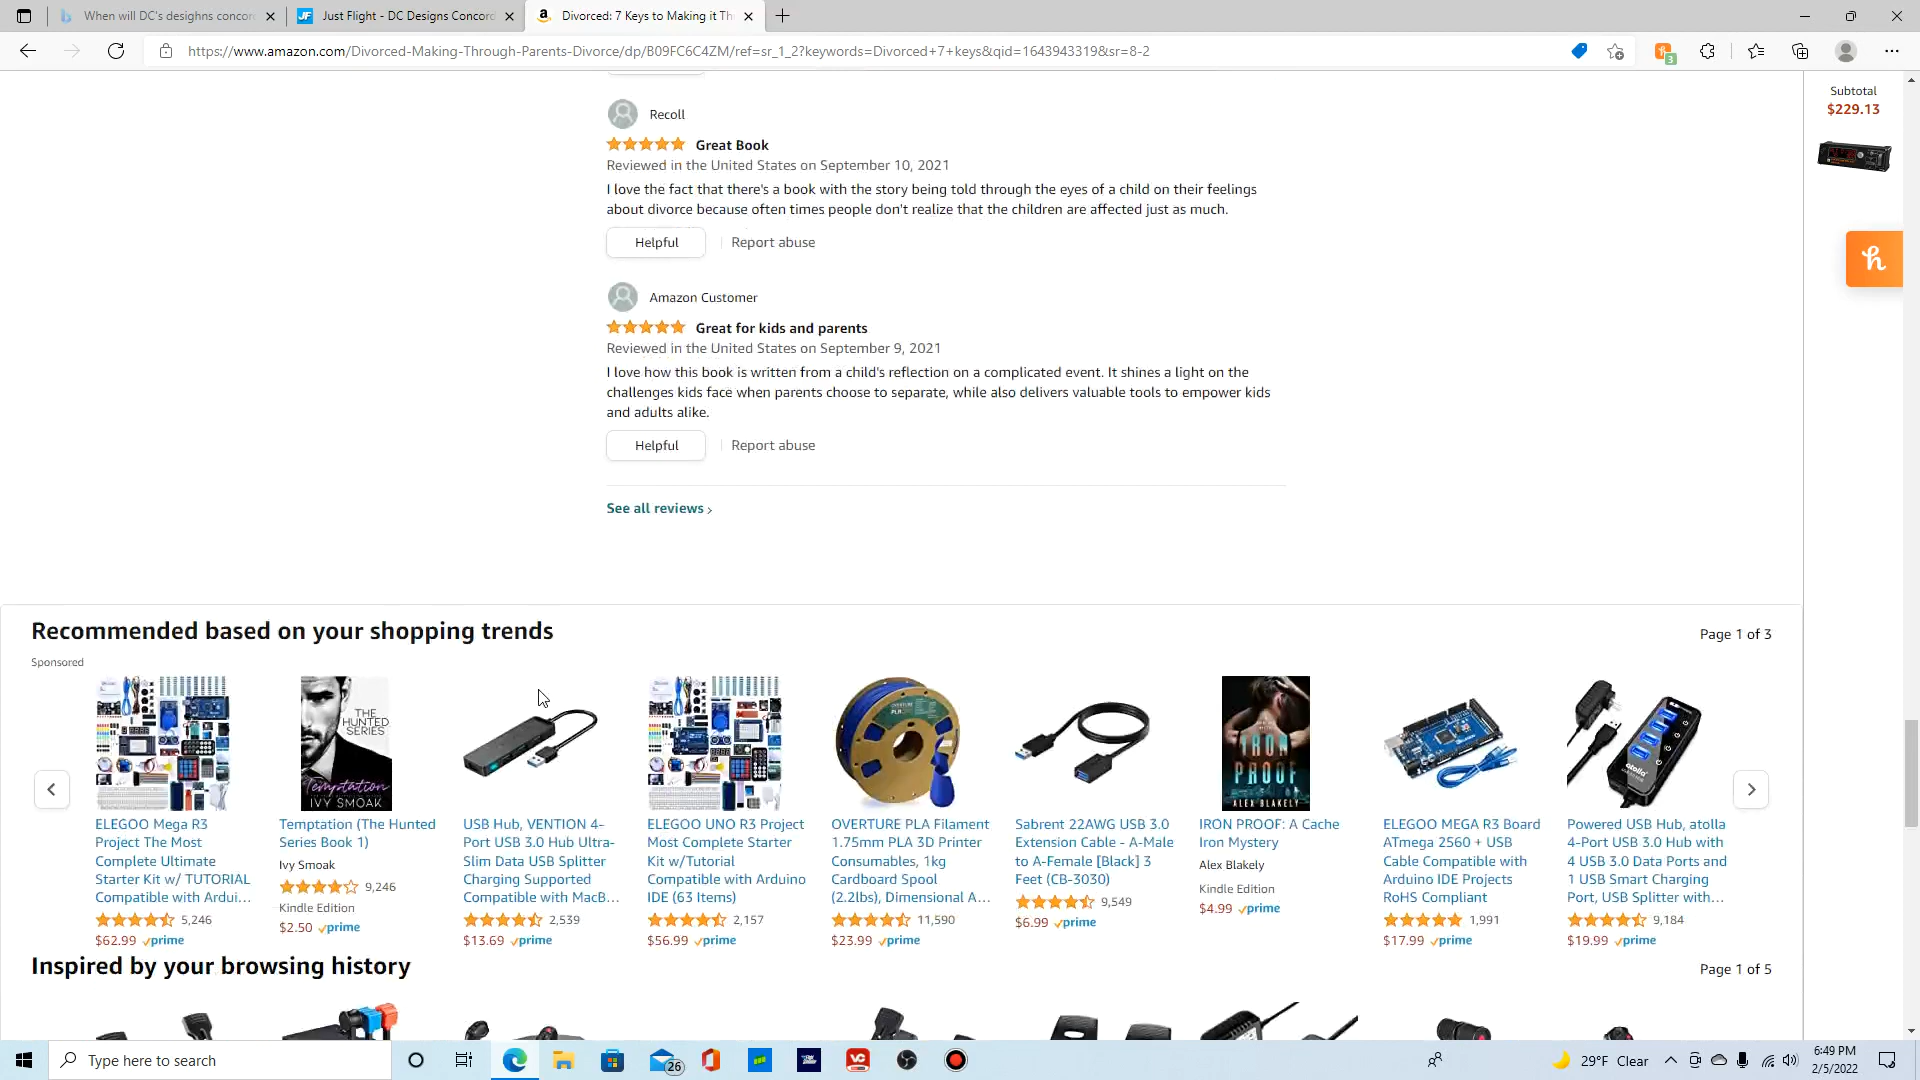 When will DC's desighns concor
Just Flight - DC Designs Concord
Divorced: 7 Keys to Making it Th
https://www.amazon.com/Divorced-Making-Through-Parents-Divorce/dp/B09FC6C4ZM/ref=sr_1_2?keywords=Divorced+7+keys&qid=1643943319&sr=8-2
3
Subtotal
$229.13
Recoll
Great Book
Reviewed in the United States on September 10, 2021
I love the fact that there's a book with the story being told through the eyes of a child on their feelings
about divorce because often times people don't realize that the children are affected just as much.
Helpful
Report abuse
Amazon Customer
Great for kids and parents
Reviewed in the United States on September 9, 2021
I love how this book is written from a child's reflection on a complicated event. It shines a light on the
challenges kids face when parents choose to separate, while also delivers valuable tools to empower kids
and adults alike.
Helpful
Report abuse
See all reviews ›
Recommended based on your shopping trends
Page 1 of 3
Sponsored
THE
HUNTED
SERIES
Temptation
IVY SMOAK
OVERTURE
IRON
PROOF
ALEX BLAKELY
atolla
ELEGOO Mega R3
Project The Most
Complete Ultimate
Starter Kit w/ TUTORIAL
Compatible with Ardui...
5,246
$62.99 prime
Temptation (The Hunted
Series Book 1)
Ivy Smoak
9,246
Kindle Edition
$2.50 prime
USB Hub, VENTION 4-
Port USB 3.0 Hub Ultra-
Slim Data USB Splitter
Charging Supported
Compatible with MacB...
2,539
$13.69 prime
ELEGOO UNO R3 Project
Most Complete Starter
Kit w/Tutorial
Compatible with Arduino
IDE (63 Items)
2,157
$56.99 prime
OVERTURE PLA Filament
1.75mm PLA 3D Printer
Consumables, 1kg
Cardboard Spool
(2.2lbs), Dimensional A...
11,590
$23.99 prime
Sabrent 22AWG USB 3.0
Extension Cable - A-Male
to A-Female [Black] 3
Feet (CB-3030)
9,549
$6.99 prime
IRON PROOF: A Cache
Iron Mystery
Alex Blakely
Kindle Edition
$4.99 prime
ELEGOO MEGA R3 Board
ATmega 2560 + USB
Cable Compatible with
Arduino IDE Projects
RoHS Compliant
1,991
$17.99 prime
Powered USB Hub, atolla
4-Port USB 3.0 Hub with
4 USB 3.0 Data Ports and
1 USB Smart Charging
Port, USB Splitter with...
9,184
$19.99 prime
Inspired by your browsing history
Page 1 of 5
Type here to search
26
VC
29°F Clear
6:49 PM
2/5/2022